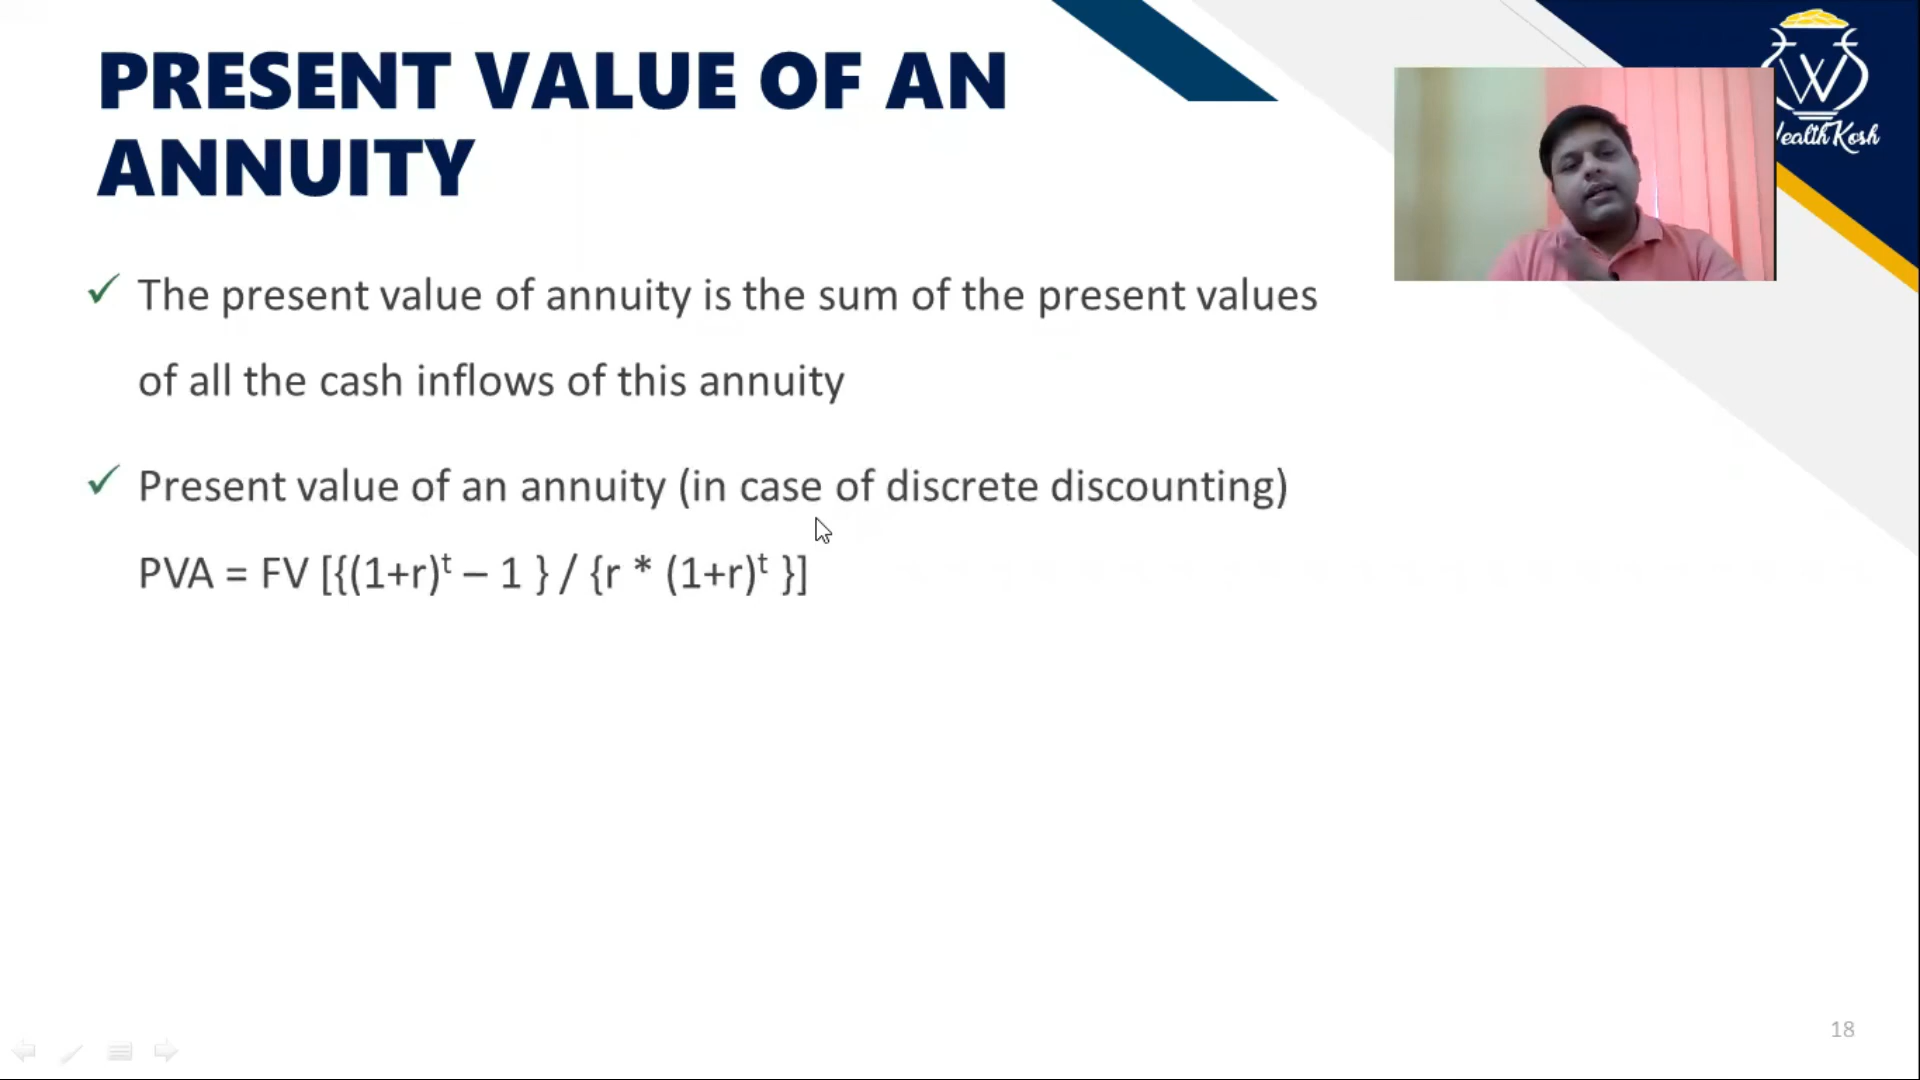 PRESENT VALUE OF AN
ANNUITY
ealth Kosh
✓ The present value of annuity is the sum of the present values
of all the cash inflows of this annuity
✓ Present value of an annuity (in case of discrete discounting)
PVA = FV [{(1+r)ᵗ – 1 } / {r * (1+r)ᵗ }]
18